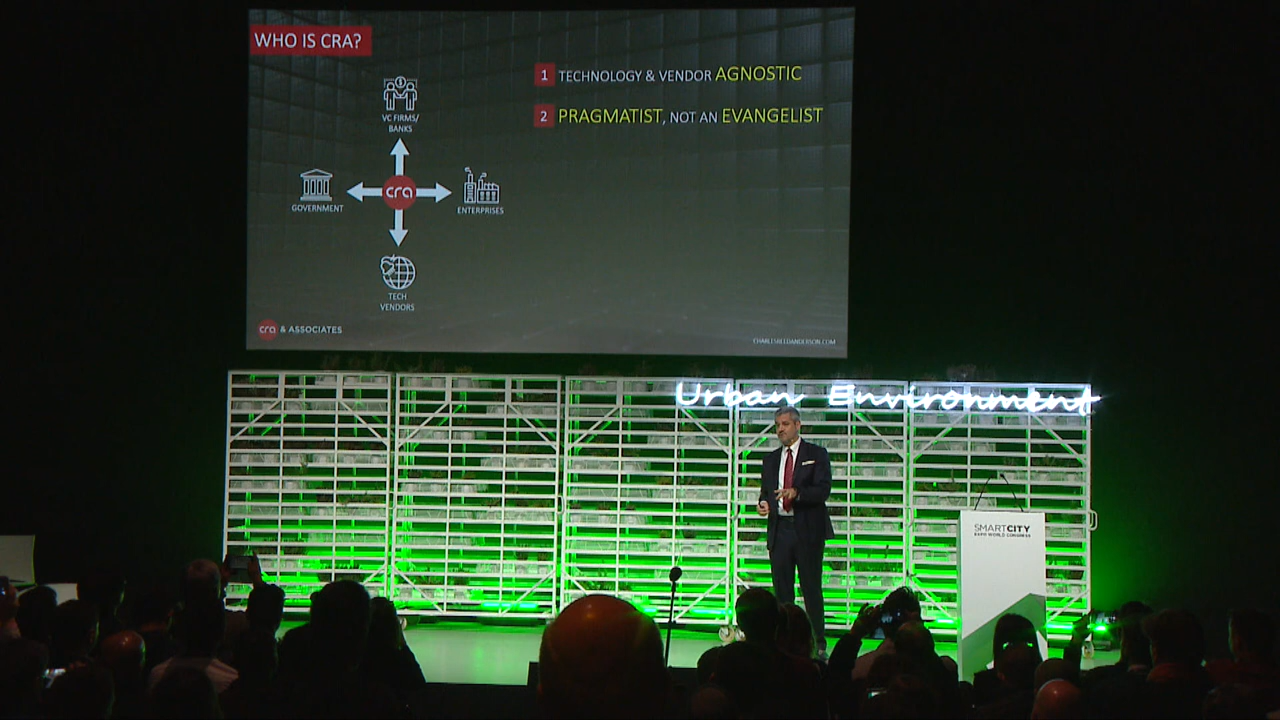 WHO IS CRA?
1 TECHNOLOGY & VENDOR AGNOSTIC
2 PRAGMATIST, NOT AN EVANGELIST
VC FIRMS/
BANKS
GOVERNMENT
cra
ENTERPRISES
TECH
VENDORS
cra & ASSOCIATES
CHARLESREEDANDERSON.COM
Urban Environment
SMARTCITY
EXPO WORLD CONGRESS